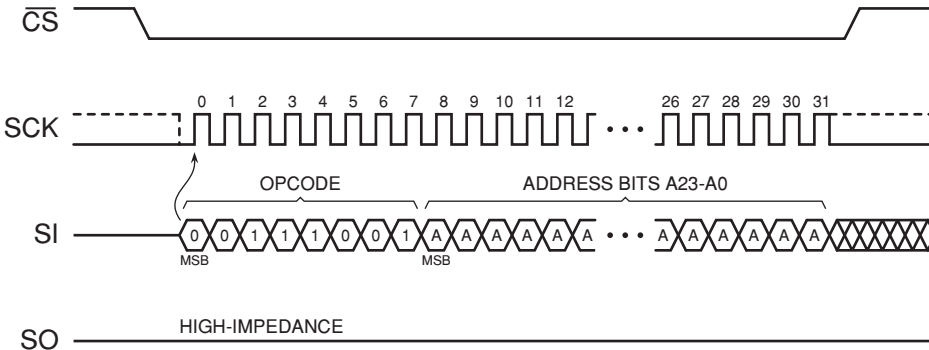 CS
0 1 2 3 4 5 6 7 8 9 10 11 12 26 27 28 29 30 31
SCK
OPCODE ADDRESS BITS A23-A0
SI 0 0 1 1 1 0 0 1 A A A A A A • • • A A A A A A
MSB MSB
HIGH-IMPEDANCE
SO